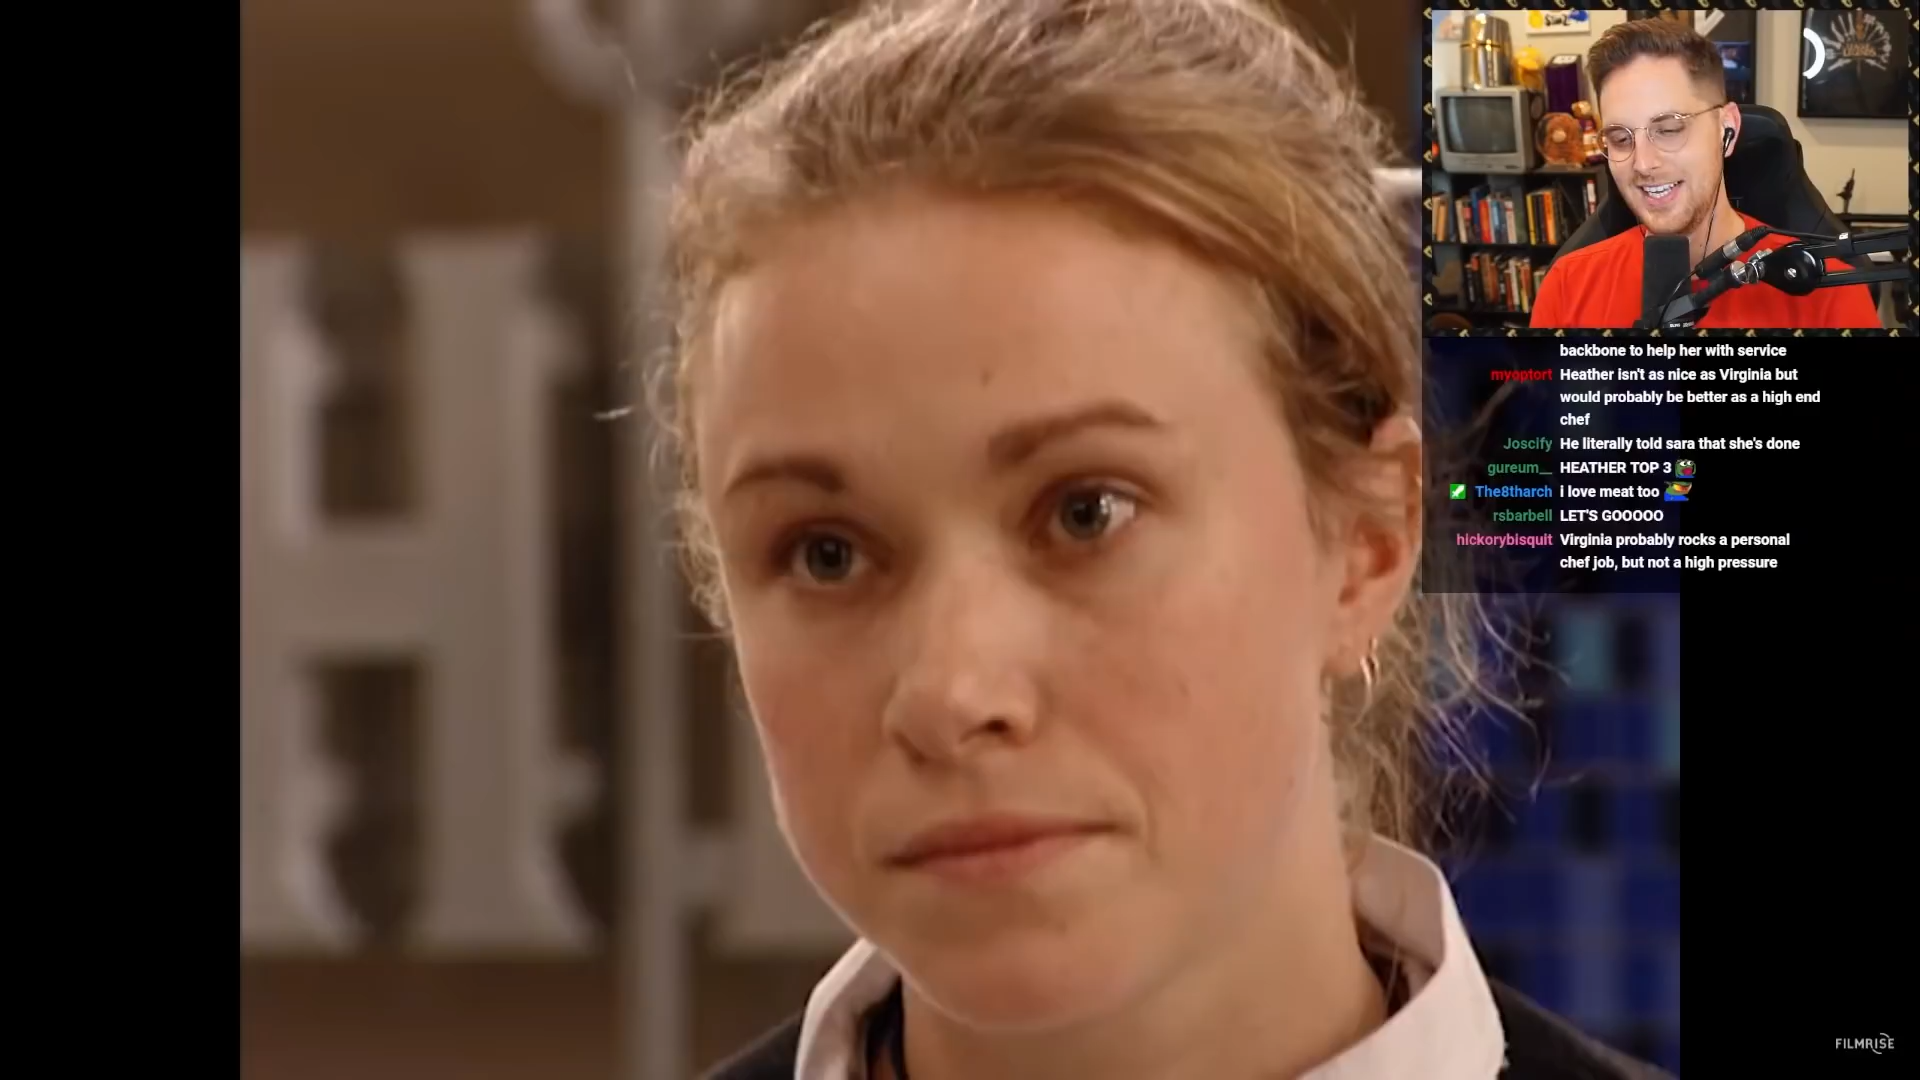 backbone to help her with service
myoptort Heather isn't as nice as Virginia but
would probably be better as a high end
chef
Joscify He literally told sara that she's done
gureum__ HEATHER TOP 3
The8tharch i love meat too
rsbarbell LET'S GOOOOO
hickorybisquit Virginia probably rocks a personal
chef job, but not a high pressure
FILMRISE